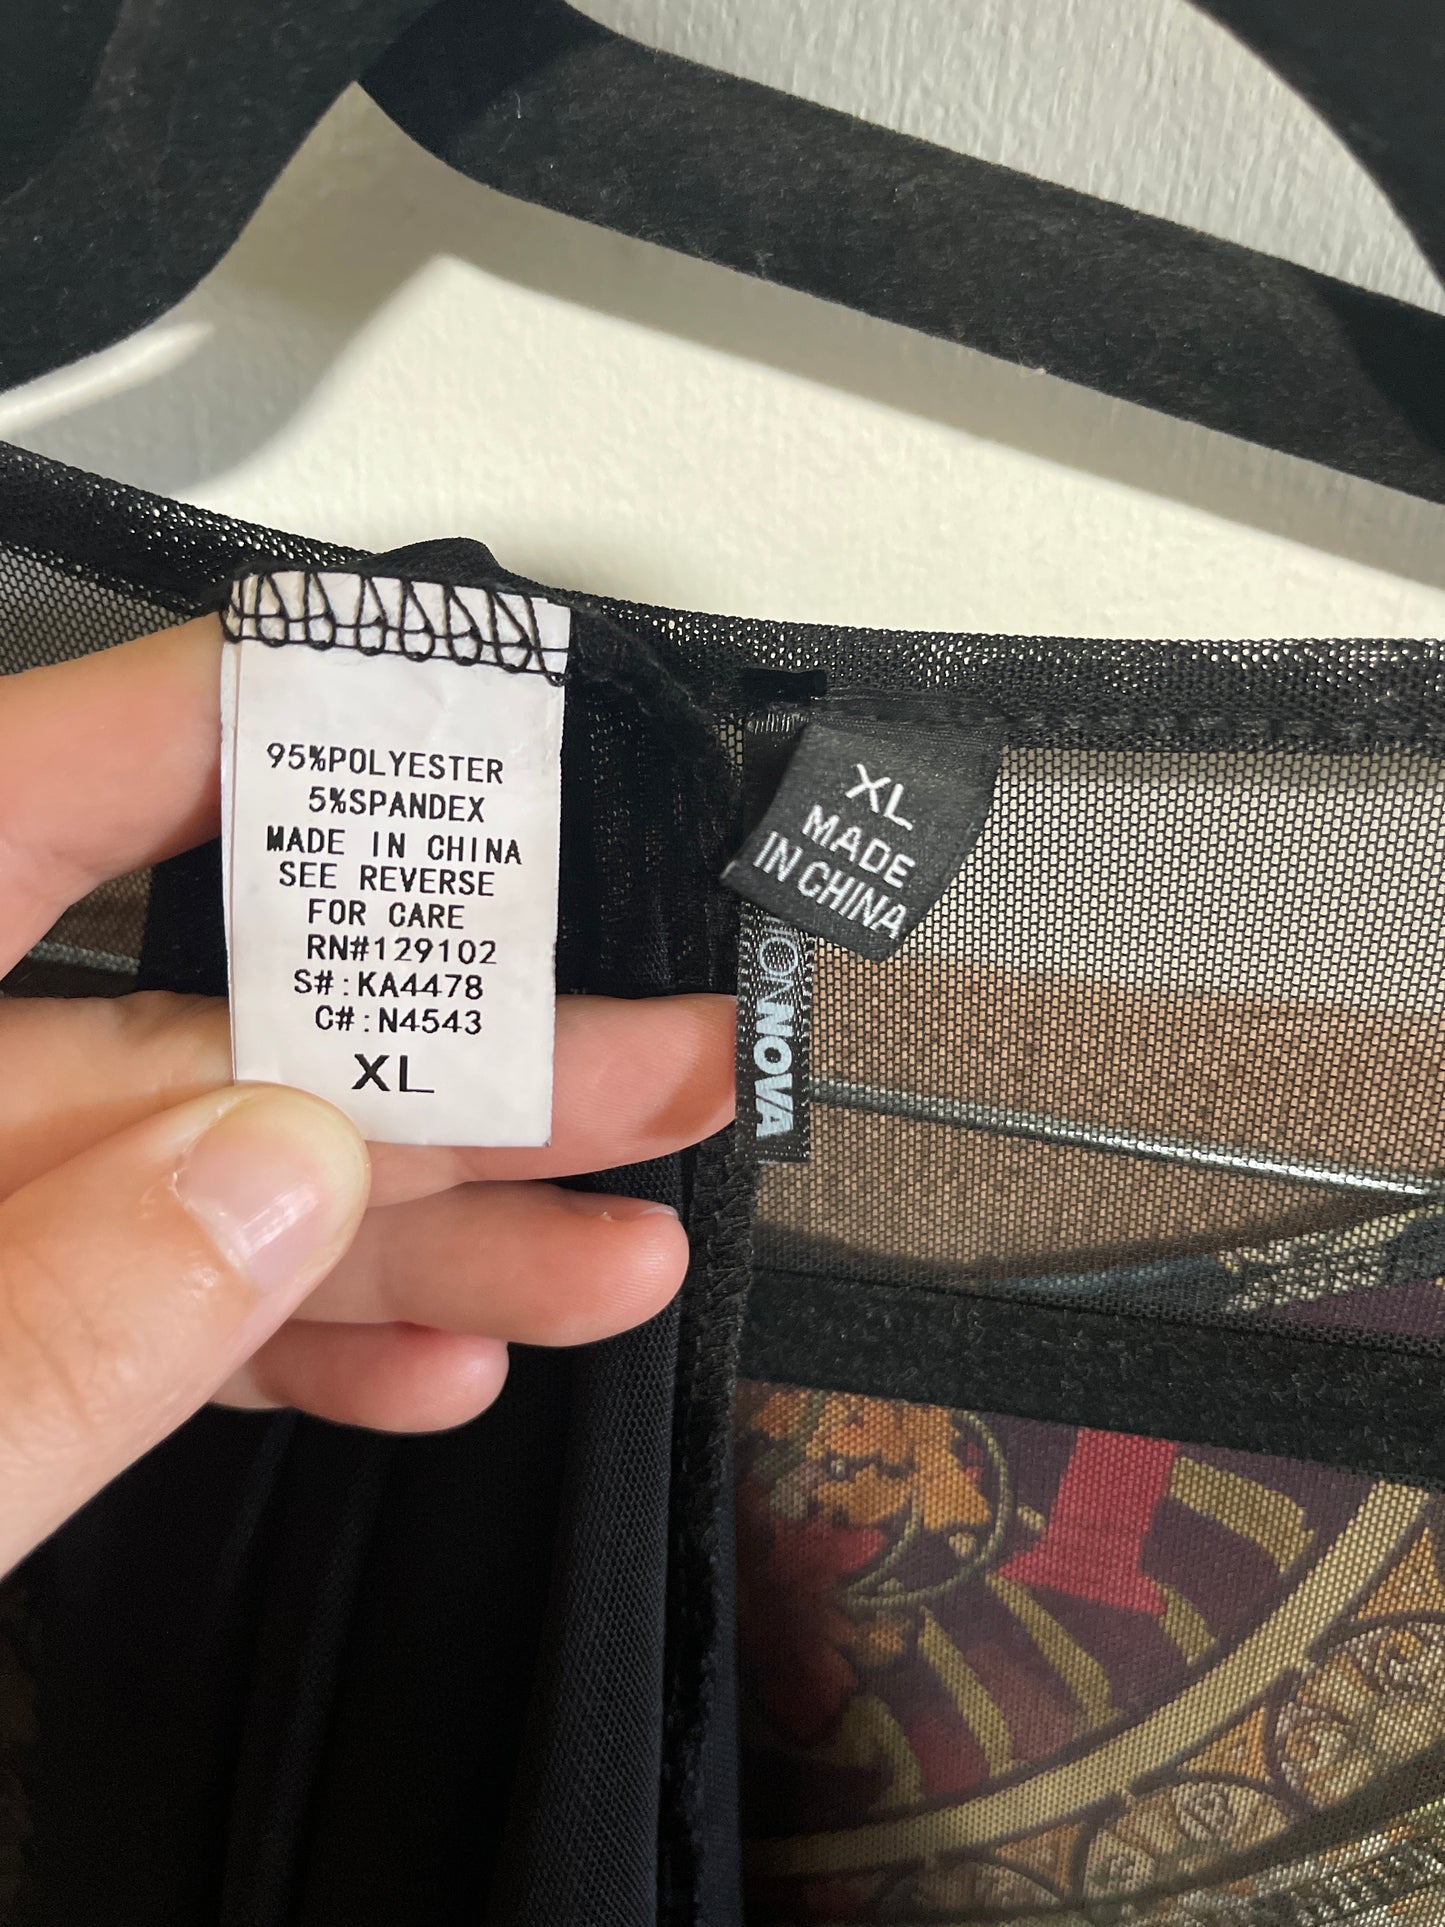 95%POLYESTER
5%SPANDEX
MADE IN CHINA
SEE REVERSE
FOR CARE
RN#129102
S#:KA4478
C#:N4543
XL
XL
MADE
IN CHINA
IONNOVA